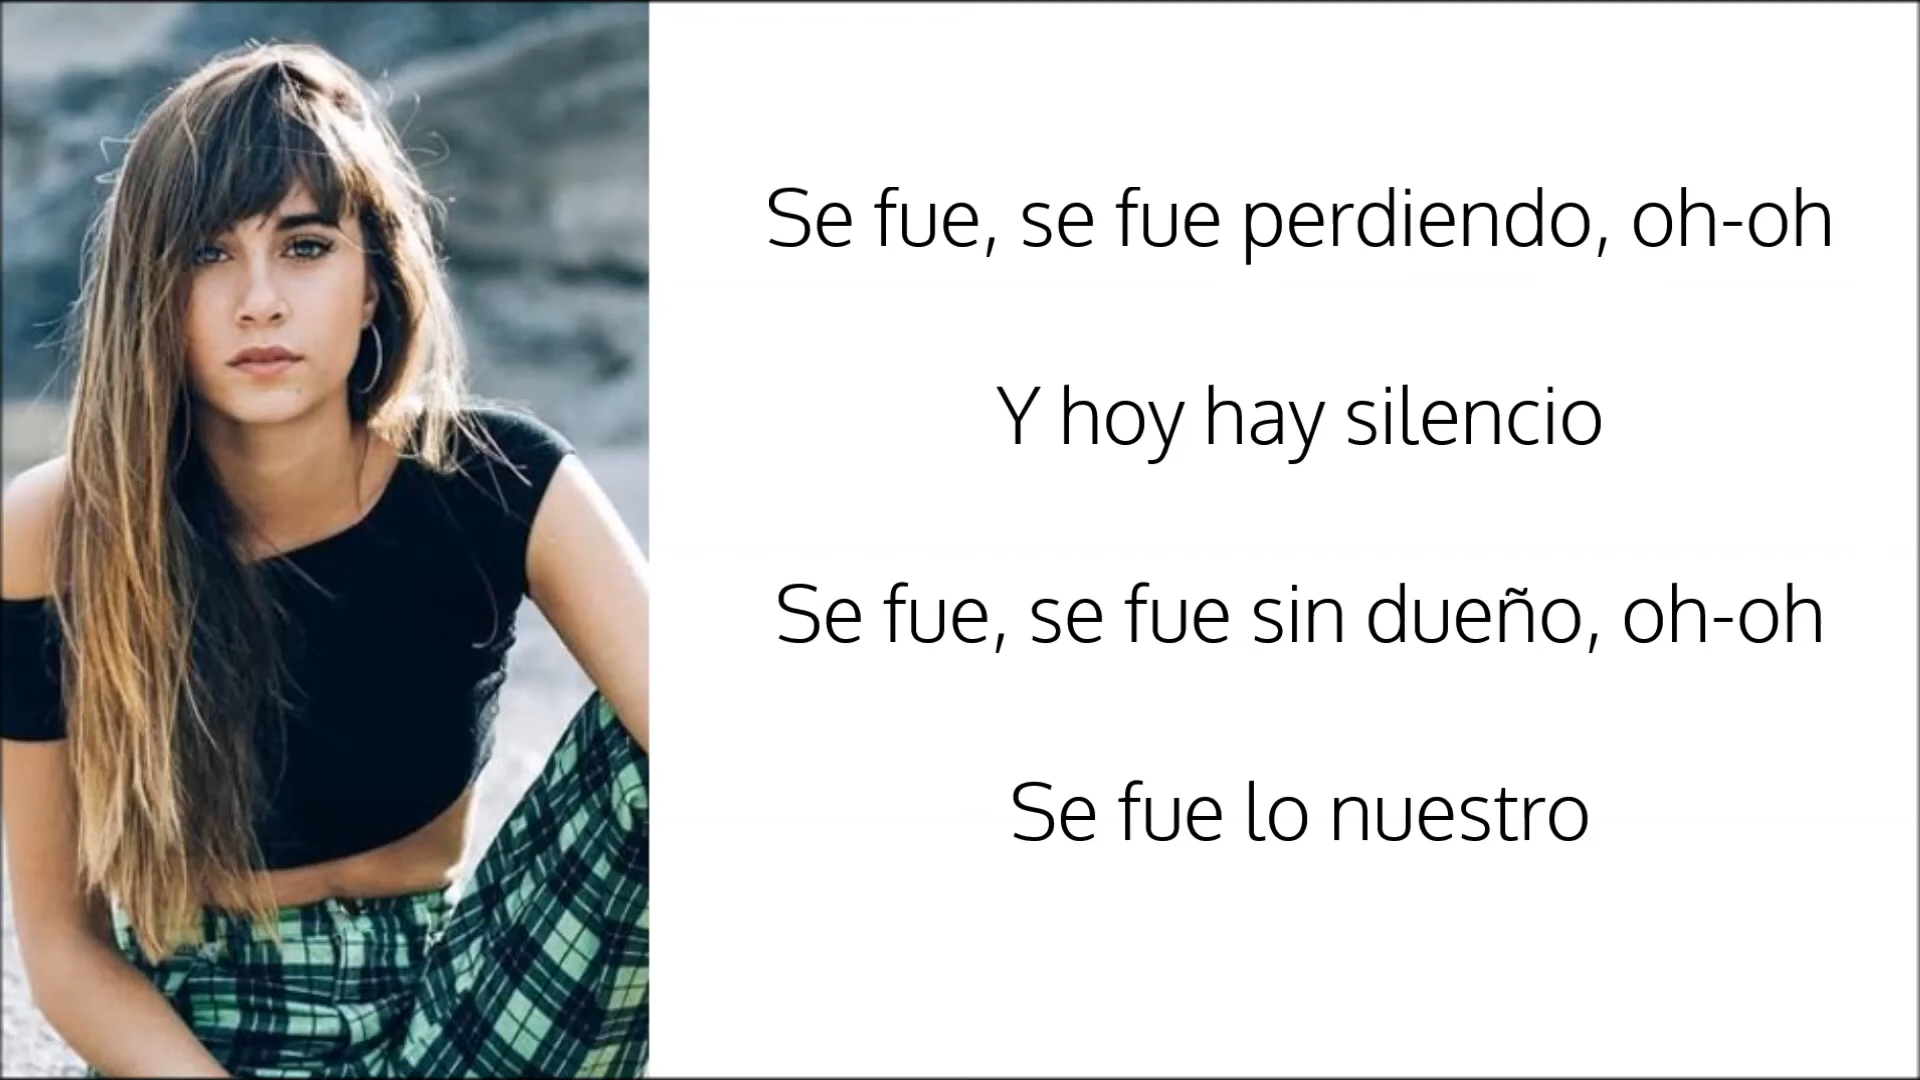 Se fue, se fue perdiendo, oh-oh
Y hoy hay silencio
Se fue, se fue sin dueño, oh-oh
Se fue lo nuestro